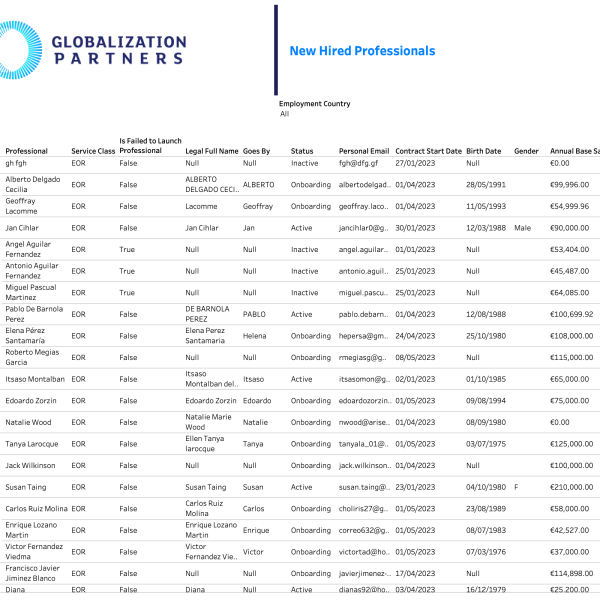 GLOBALIZATION
PARTNERS
New Hired Professionals
Employment Country
All
Professional Service Class Is Failed to Launch Professional Legal Full Name Goes By Status Personal Email Contract Start Date Birth Date Gender Annual Base Sa
gh fgh EOR False Null Null Inactive fgh@dfg.gf 27/01/2023 Null €0.00
Alberto Delgado Cecilia EOR False ALBERTO DELGADO CECI.. ALBERTO Onboarding albertodelgad.. 01/04/2023 28/05/1991 €99,996.00
Geoffray Lacomme EOR False Lacomme Geoffray Onboarding geoffray.laco.. 01/04/2023 11/05/1993 €54,999.96
Jan Cihlar EOR False Jan Cihlar Jan Active jancihlar0@g.. 30/01/2023 12/03/1988 Male €90,000.00
Angel Aguilar Fernandez EOR True Null Null Inactive angel.aguilar.. 01/01/2023 Null €53,404.00
Antonio Aguilar Fernandez EOR True Null Null Inactive antonio.aguil.. 25/01/2023 Null €45,487.00
Miguel Pascual Martinez EOR True Null Null Inactive miguel.pascu.. 25/01/2023 Null €64,085.00
Pablo De Barnola Perez EOR False DE BARNOLA PEREZ PABLO Active pablo.debarn.. 01/04/2023 12/08/1988 €100,699.92
Elena Pérez Santamaría EOR False Elena Perez Santamaria Helena Onboarding hepersa@gm.. 24/04/2023 25/10/1980 €108,000.00
Roberto Megias Garcia EOR False Null Null Onboarding rmegiasg@g.. 08/05/2023 Null €115,000.00
Itsaso Montalban EOR False Itsaso Montalban del.. Itsaso Active itsasomon@g.. 02/01/2023 01/10/1985 €65,000.00
Edoardo Zorzin EOR False Edoardo Zorzin Edoardo Onboarding edoardozorzin.. 01/05/2023 09/08/1994 €75,000.00
Natalie Wood EOR False Natalie Marie Wood Natalie Onboarding nwood@arise.. 01/04/2023 08/09/1980 €0.00
Tanya Larocque EOR False Ellen Tanya larocque Tanya Onboarding tanyala_01@.. 01/05/2023 03/07/1975 €125,000.00
Jack Wilkinson EOR False Null Null Onboarding jack.wilkinson.. 01/04/2023 Null €100,000.00
Susan Taing EOR False Susan Taing Susan Active susan.taing@.. 23/01/2023 04/10/1980 F €210,000.00
Carlos Ruiz Molina EOR False Carlos Ruiz Molina Carlos Onboarding choliris27@g.. 01/05/2023 23/08/1989 €58,000.00
Enrique Lozano Martin EOR False Enrique Lozano Martin Enrique Onboarding correo632@g.. 01/05/2023 08/07/1983 €42,527.00
Victor Fernandez Viedma EOR False Victor Fernandez Vie.. Victor Onboarding victortad@ho.. 01/05/2023 07/03/1976 €37,000.00
Francisco Javier Jiminez Blanco EOR False Null Null Onboarding javierjimenez-.. 17/04/2023 Null €114,898.00
Diana EOR False Diana Null Onboarding dianas92@ho.. 03/04/2023 16/12/1979 €25,200.00